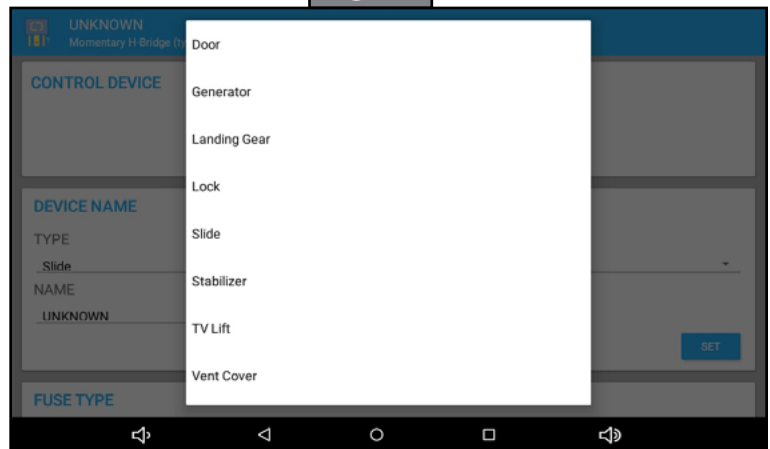 UNKNOWN
Momentary H-Bridge (ty
CONTROL DEVICE
Door
Generator
Landing Gear
Lock
Slide
Stabilizer
TV Lift
Vent Cover
DEVICE NAME
TYPE
Slide
NAME
UNKNOWN
SET
FUSE TYPE